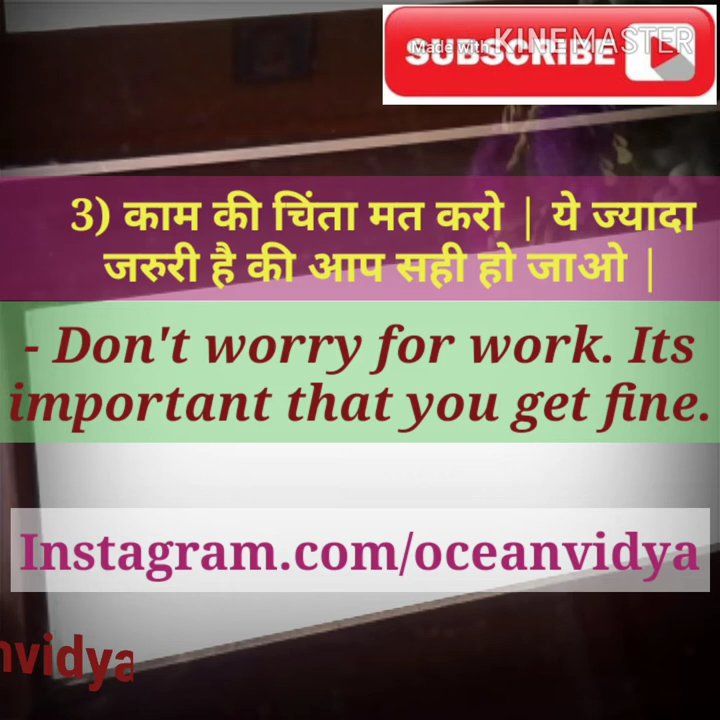 Made with KINEMASTER
SUBSCRIBE
3) काम की चिंता मत करो | ये ज्यादा
जरुरी है की आप सही हो जाओ |
- Don't worry for work. Its
important that you get fine.
Instagram.com/oceanvidya
nvidya